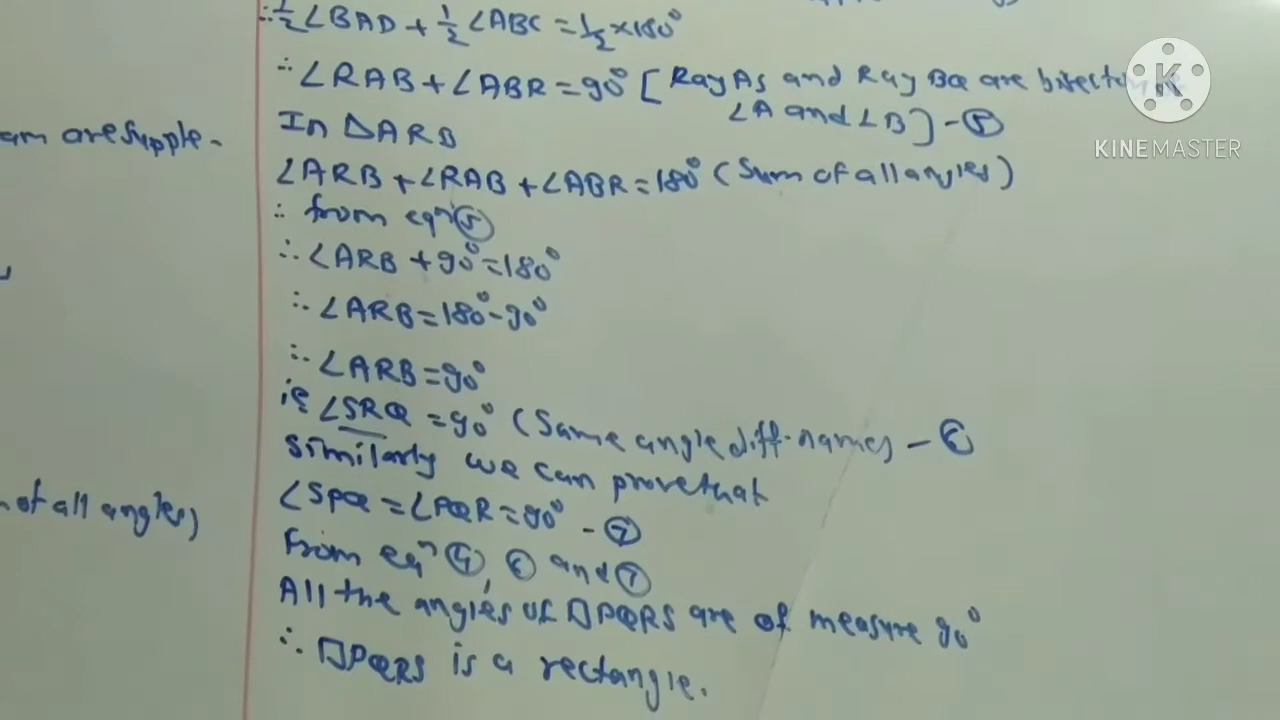 ∴ ½∠BAD + ½ ∠ABC = ½ × 180°
∴ ∠RAB + ∠ABR = 90° [Ray AS and Ray BQ are bisectors
∠A and ∠B] - ⑤
KINEMASTER
am are supple-
In △ARB
∠ARB + ∠RAB + ∠ABR = 180° (Sum of all angles)
∴ from eqⁿ ⑤
∴ ∠ARB + 90° = 180°
∴ ∠ARB = 180° - 90°
∴ ∠ARB = 90°
ie ∠SRQ = 90° (Same angle diff. names - ⑥
Similarly we can prove that
∠SPQ = ∠PQR = 90° - ⑦
of all angles)
From eqⁿ ④, ⑥ and ⑦
All the angles of □PQRS are of measure 90°
∴ □PQRS is a rectangle.